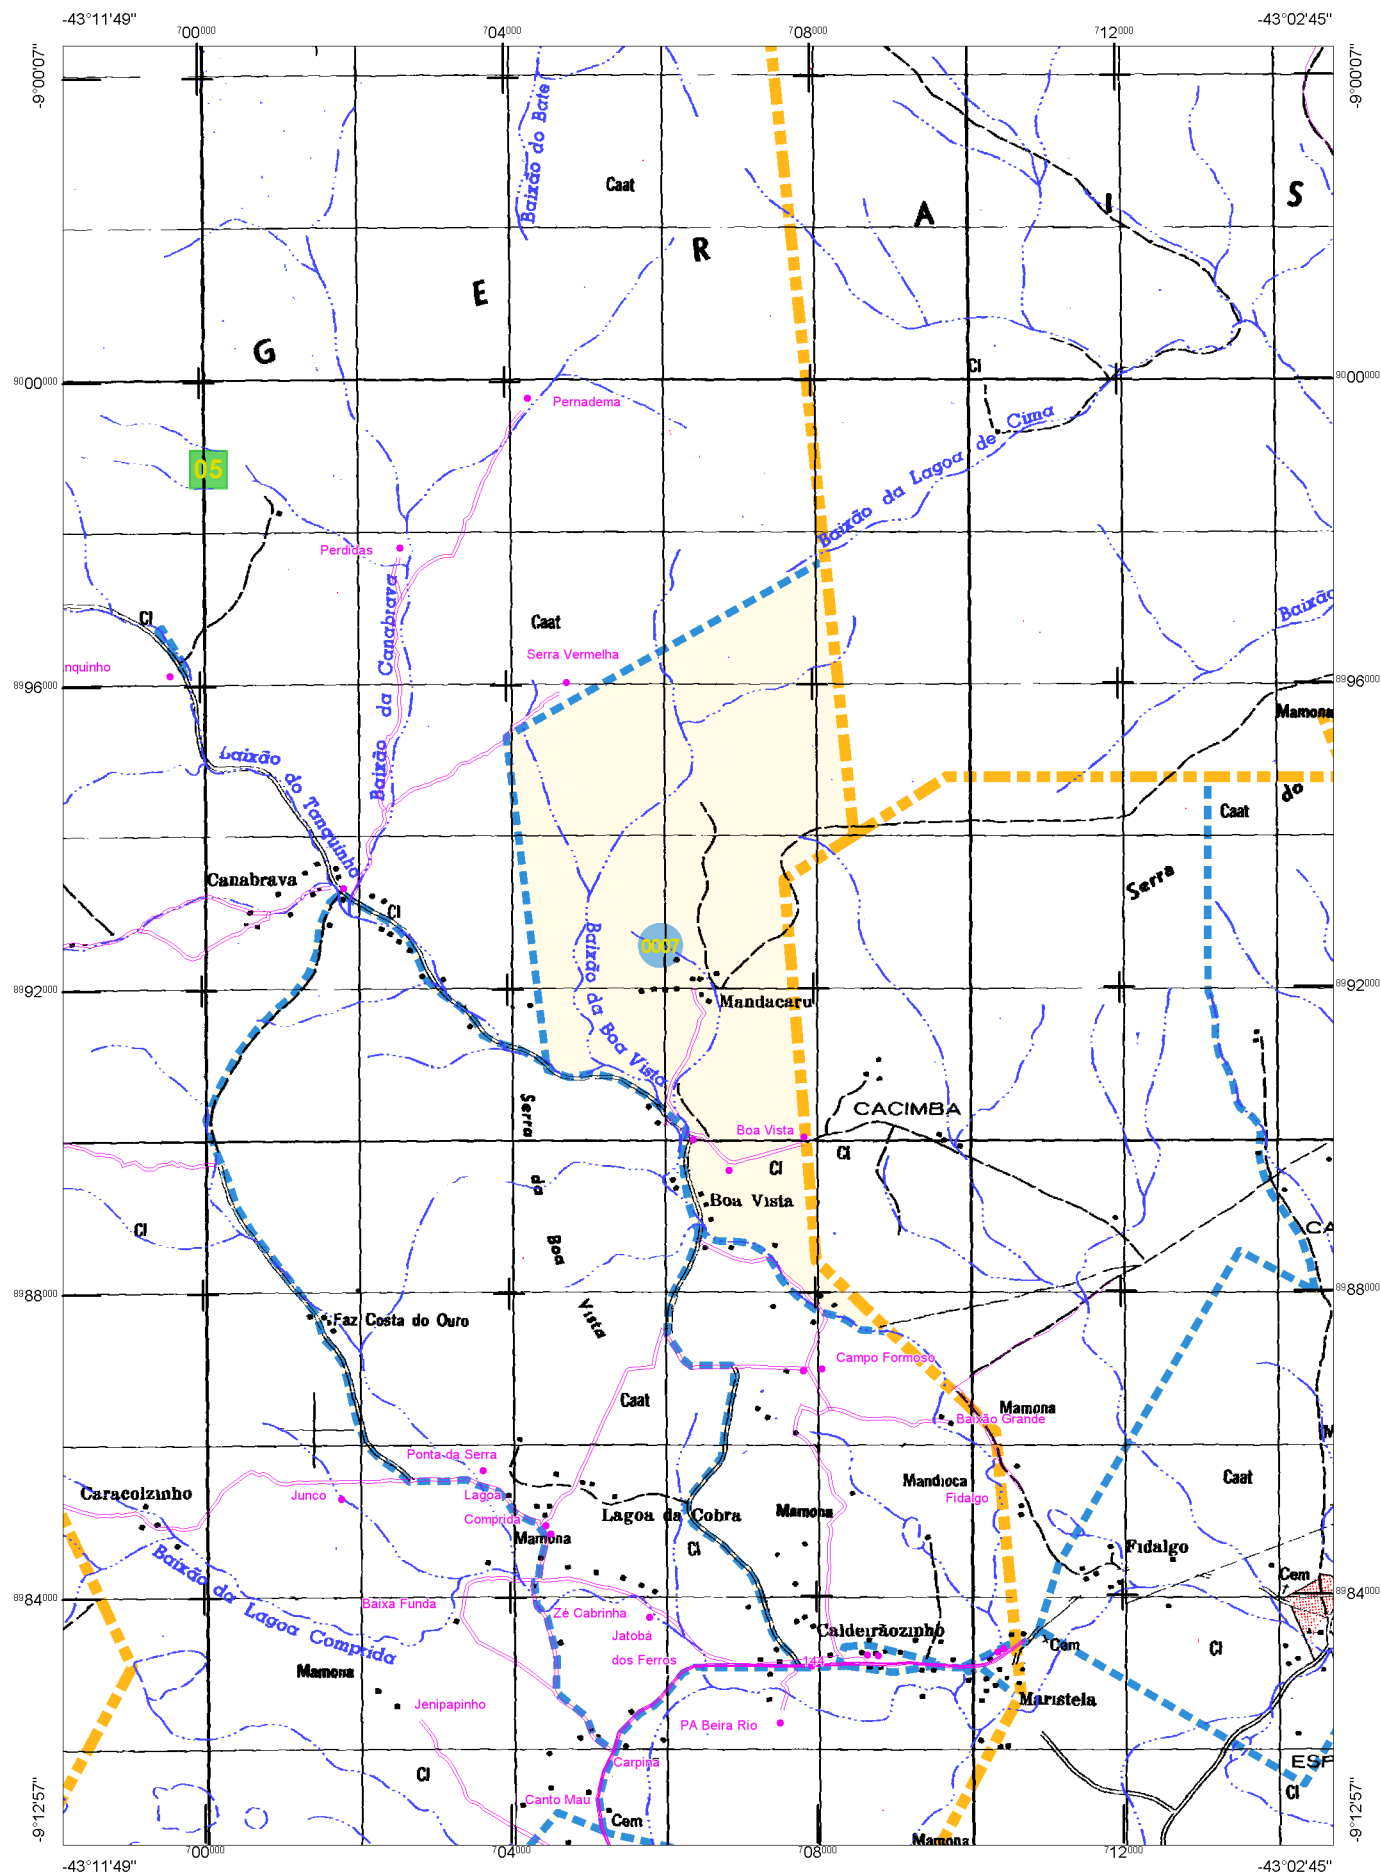 -43°11'49"
-43°02'45"
700000
704000
708000
712000
-9°00'07"
-9°00'07"
Baixão do Bate
Caat
S
I
A
R
E
G
Cl
9000000
9000000
Pernadema
Baixão da Lagoa de Cima
05
Perdidas
Baixão da Canabrava
Cl
Caat
Baixão
Serra Vermelha
nquinho
8996000
8996000
Mamona
Baixão do Tanquinho
do
Caat
Serra
Canabrava
Cl
0007
Baixão da Boa Vista
8992000
8992000
Mandacaru
Serra da Boa Vista
CACIMBA
Boa Vista
Cl
Cl
Boa Vista
Cl
CA
8988000
8988000
Faz Costa do Ouro
Campo Formoso
Caat
Mamona
Baixão Grande
M
Ponta da Serra
Mandioca
Caat
Caracolzinho
Junco
Lagoa
Comprida
Fidalgo
Mamona
Lagoa da Cobra
Mamona
Cl
Fidalgo
Baixão da Lagoa Comprida
Cem
8984000
8984000
Baixa Funda
Zé Cabrinha
Jatobá
dos Ferros
Caldeirãozinho
Cem
Cl
144
Mamona
Maristela
Jenipapinho
PA Beira Rio
Carpina
ESP
Cl
Cl
Canto Mau
Cem
Mamona
-9°12'57"
-9°12'57"
700000
704000
708000
712000
-43°11'49"
-43°02'45"